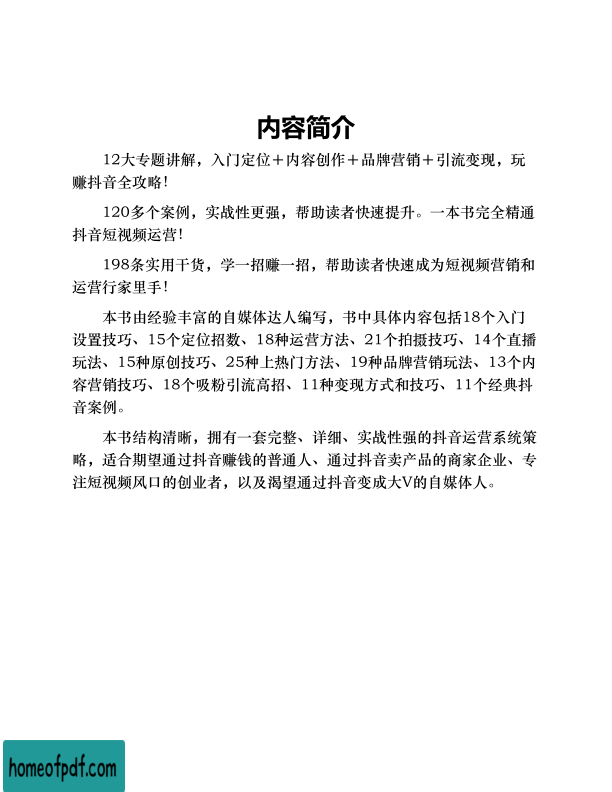 内容简介
12大专题讲解，入门定位＋内容创作＋品牌营销＋引流变现，玩
赚抖音全攻略！
120多个案例，实战性更强，帮助读者快速提升。一本书完全精通
抖音短视频运营！
198条实用干货，学一招赚一招，帮助读者快速成为短视频营销和
运营行家里手！
本书由经验丰富的自媒体达人编写，书中具体内容包括18个入门
设置技巧、15个定位招数、18种运营方法、21个拍摄技巧、14个直播
玩法、15种原创技巧、25种上热门方法、19种品牌营销玩法、13个内
容营销技巧、18个吸粉引流高招、11种变现方式和技巧、11个经典抖
音案例。
本书结构清晰，拥有一套完整、详细、实战性强的抖音运营系统策
略，适合期望通过抖音赚钱的普通人、通过抖音卖产品的商家企业、专
注短视频风口的创业者，以及渴望通过抖音变成大V的自媒体人。
homeofpdf.com